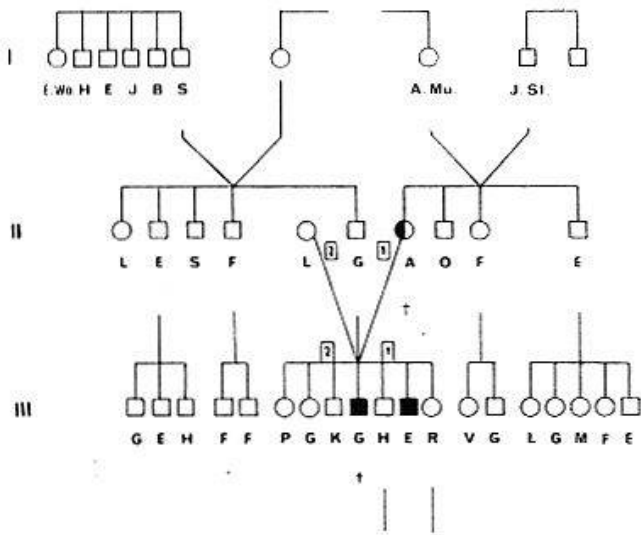 I
E.Wo H E J B S A.Mu. J.Sl.
II
L E S F L 2 G 1 A O F E
†
2 1
III
G E H F F P G K G H E R V G L G M F E
†